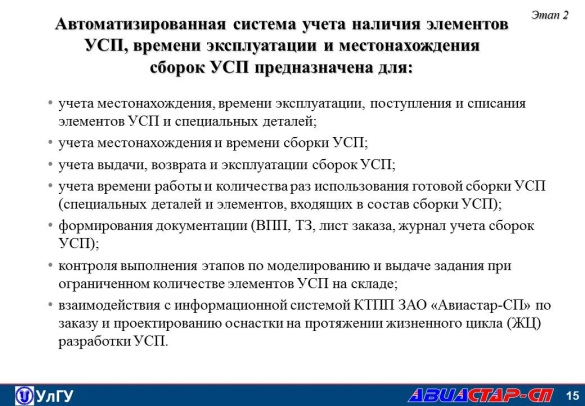 Этап 2
Автоматизированная система учета наличия элементов
УСП, времени эксплуатации и местонахождения
сборок УСП предназначена для:
• учета местонахождения, времени эксплуатации, поступления и списания
элементов УСП и специальных деталей;
• учета местонахождения и времени сборки УСП;
• учета выдачи, возврата и эксплуатации сборок УСП;
• учета времени работы и количества раз использования готовой сборки УСП
(специальных деталей и элементов, входящих в состав сборки УСП);
• формирования документации (ВПП, ТЗ, лист заказа, журнал учета сборок
УСП);
• контроля выполнения этапов по моделированию и выдаче задания при
ограниченном количестве элементов УСП на складе;
• взаимодействия с информационной системой КТПП ЗАО «Авиастар-СП» по
заказу и проектированию оснастки на протяжении жизненного цикла (ЖЦ)
разработки УСП.
УлГУ
АВИАСТАР-СП
15